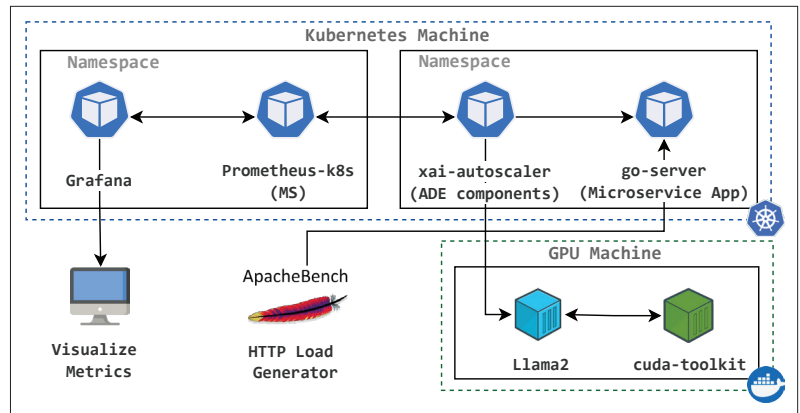 Kubernetes Machine
Namespace
Namespace
Grafana
Prometheus-k8s
(MS)
xai-autoscaler
(ADE components)
go-server
(Microservice App)
ApacheBench
GPU Machine
Visualize
Metrics
HTTP Load
Generator
Llama2
cuda-toolkit